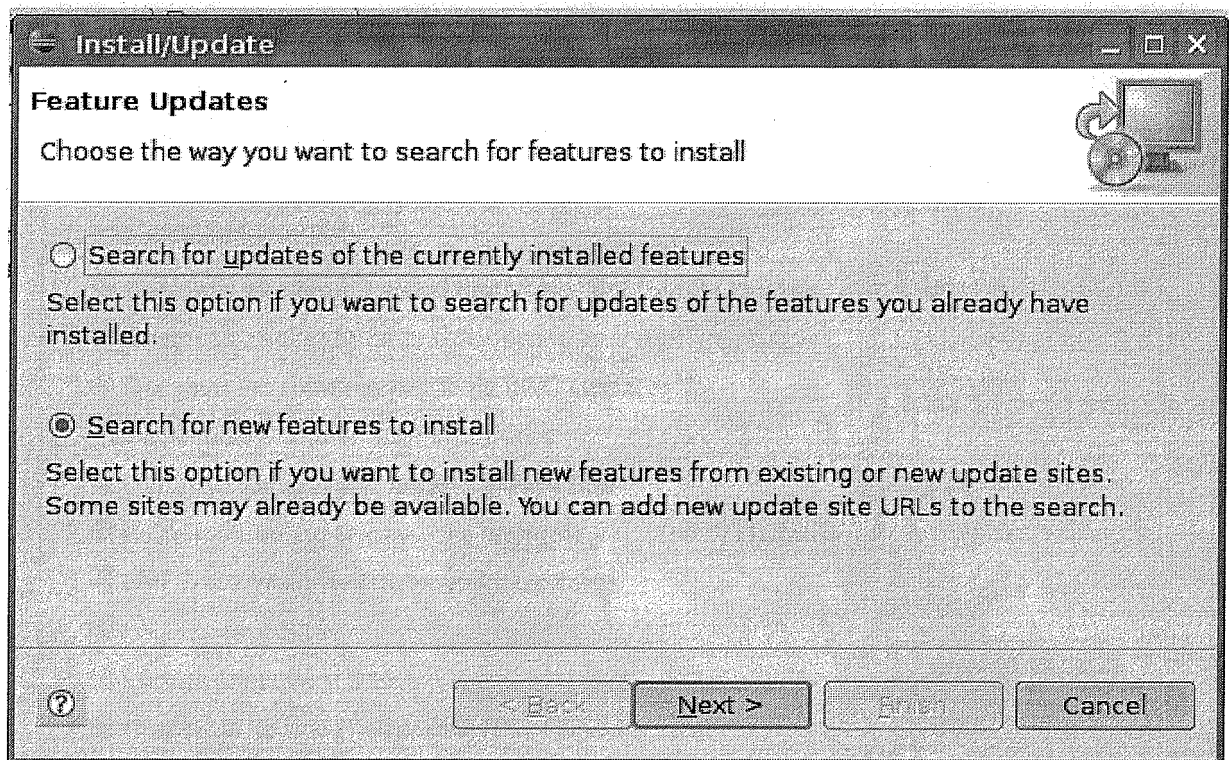 Install/Update
Feature Updates
Choose the way you want to search for features to install
Search for updates of the currently installed features
Select this option if you want to search for updates of the features you already have
installed.
Search for new features to install
Select this option if you want to install new features from existing or new update sites.
Some sites may already be available. You can add new update site URLs to the search.
?
< Back
Next >
Finish
Cancel